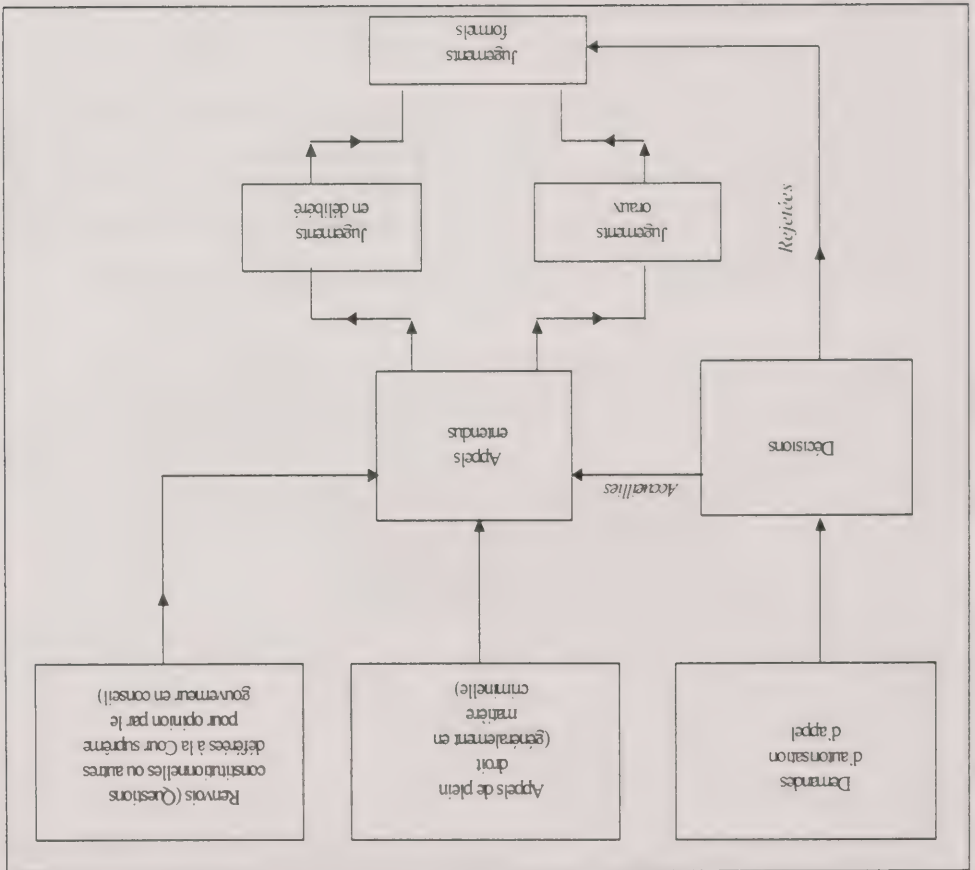 Demandes
d'autorisation
d'appel
Appels de plein
droit
(généralement en
matière
criminelle)
Renvois (Questions
constitutionnelles ou autres
déférées à la Cour suprême
pour opinion par le
gouverneur en conseil)
Décisions
Accueillies
Appels
entendus
Rejetées
Jugements
oraux
Jugements
en délibéré
Jugements
formels